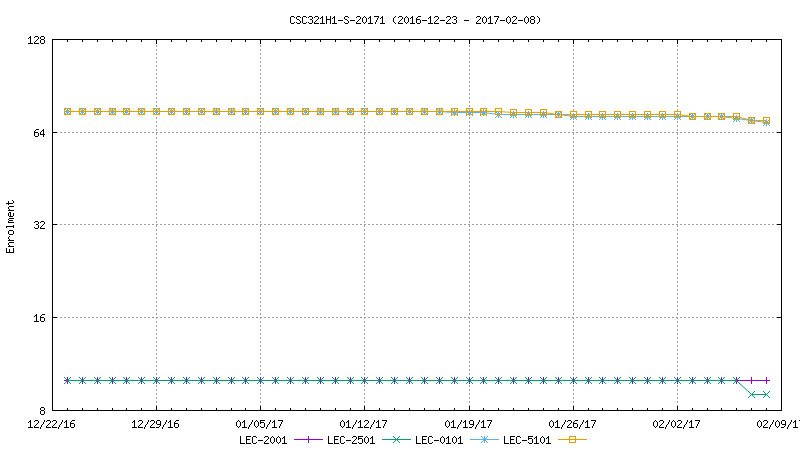 CSC321H1-S-20171 (2016-12-23 - 2017-02-08)
128
64
32
16
8
Enrolment
12/22/16 12/29/16 01/05/17 01/12/17 01/19/17 01/26/17 02/02/17 02/09/17
LEC-2001 LEC-2501 LEC-0101 LEC-5101